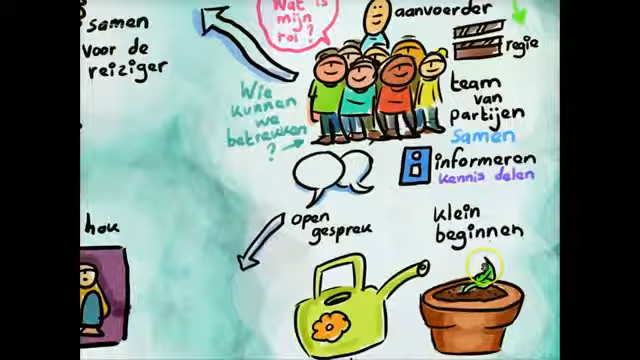 samen
voor de
reiziger
Wat is
mijn
rol?
aanvoerder
regie
Wie
kunnen
we
betrekken
?
team
van
partijen
samen
i informeren
kennis delen
open
gesprek
klein
beginnen